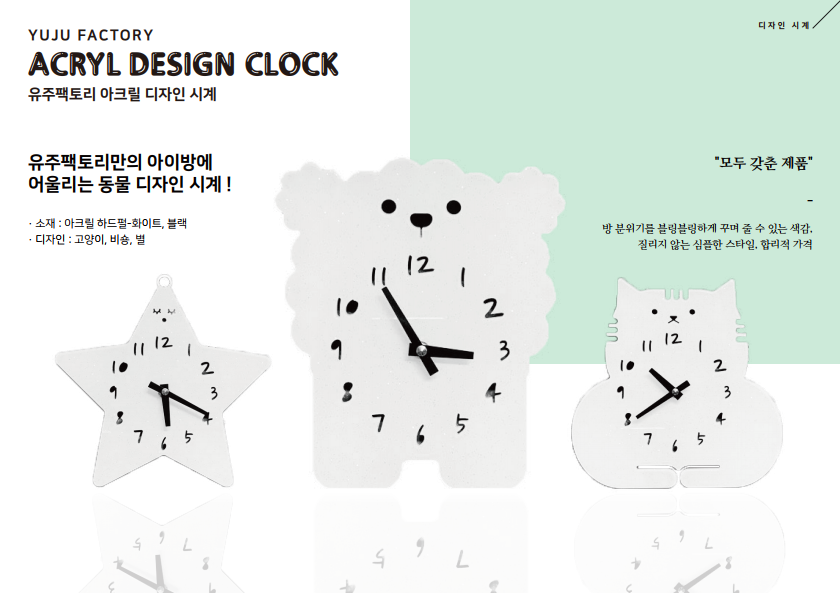 YUJU FACTORY
ACRYL DESIGN CLOCK
유주팩토리 아크릴 디자인 시계
디자인 시계
유주팩토리만의 아이방에
어울리는 동물 디자인 시계 !
· 소재 : 아크릴 하드펄-화이트, 블랙
· 디자인 : 고양이, 비숑, 별
"모두 갖춘 제품"
–
방 분위기를 블링블링하게 꾸며 줄 수 있는 색감,
질리지 않는 심플한 스타일, 합리적 가격
12 1 2 3 4 5 6 7 8 9 10 11
12 1 2 3 4 5 6 7 8 9 10 11
12 1 2 3 4 5 6 7 8 9 10 11